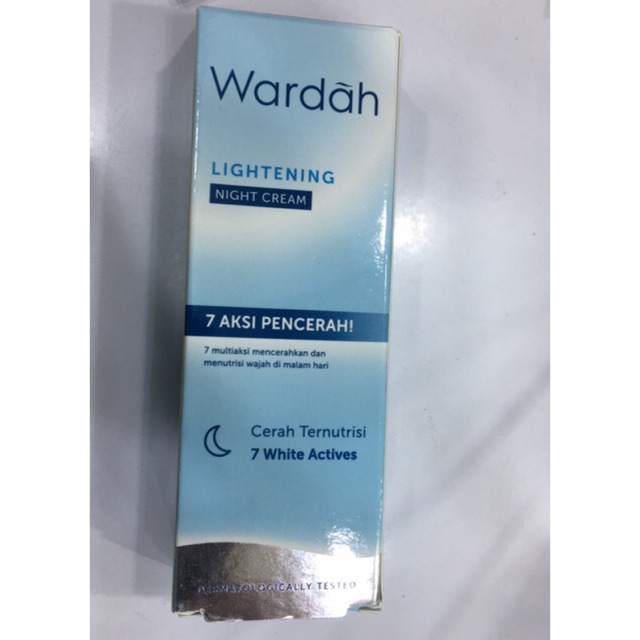 Wardāh
LIGHTENING
NIGHT CREAM
7 AKSI PENCERAH!
7 multiaksi mencerahkan dan
menutrisi wajah di malam hari
Cerah Ternutrisi
7 White Actives
DERMATOLOGICALLY TESTED